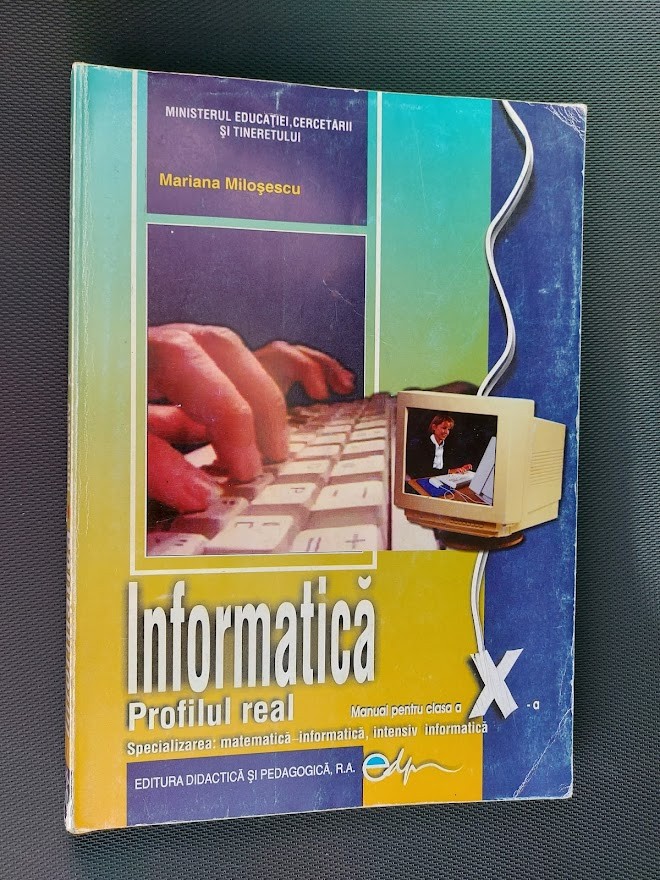 MINISTERUL EDUCAȚIEI, CERCETĂRII
ȘI TINERETULUI
Mariana Miloșescu
Informatică
Profilul real
Manual pentru clasa a X-a
Specializarea: matematică-informatică, intensiv informatică
EDITURA DIDACTICĂ ȘI PEDAGOGICĂ, R.A.
edp